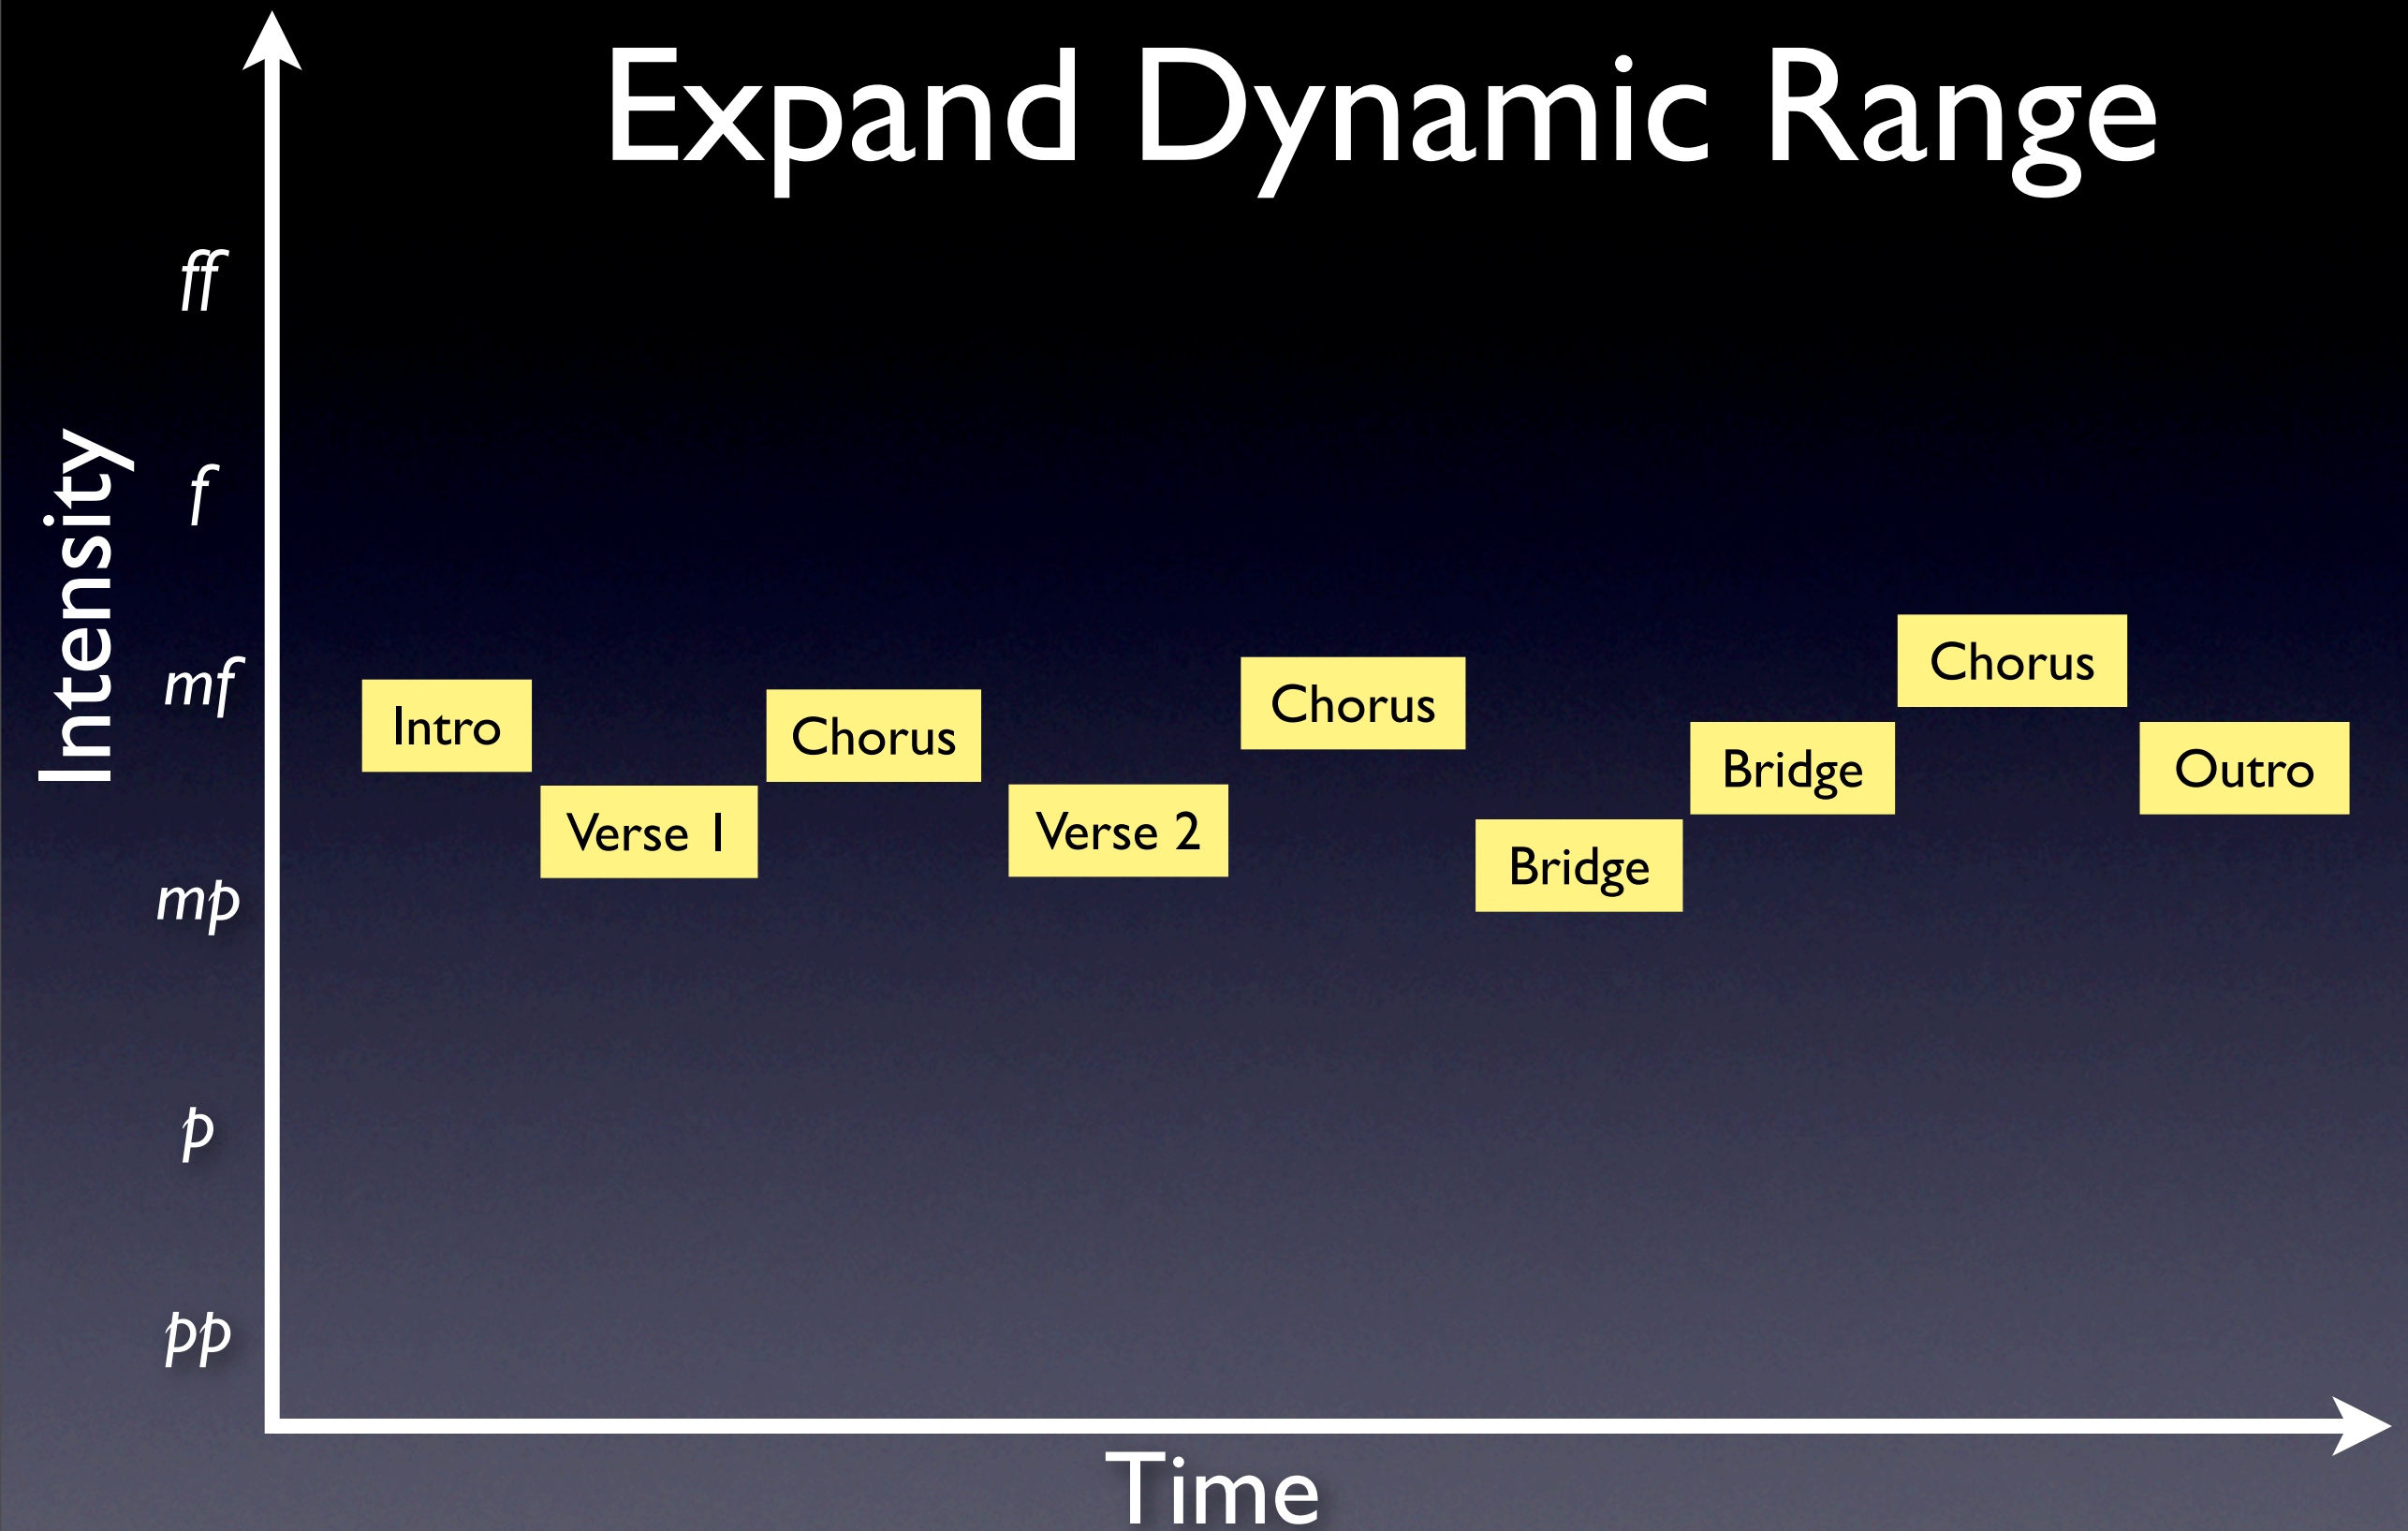 Expand Dynamic Range
Intensity
ff
f
mf
mp
p
pp
Intro
Verse 1
Chorus
Verse 2
Chorus
Bridge
Bridge
Chorus
Outro
Time